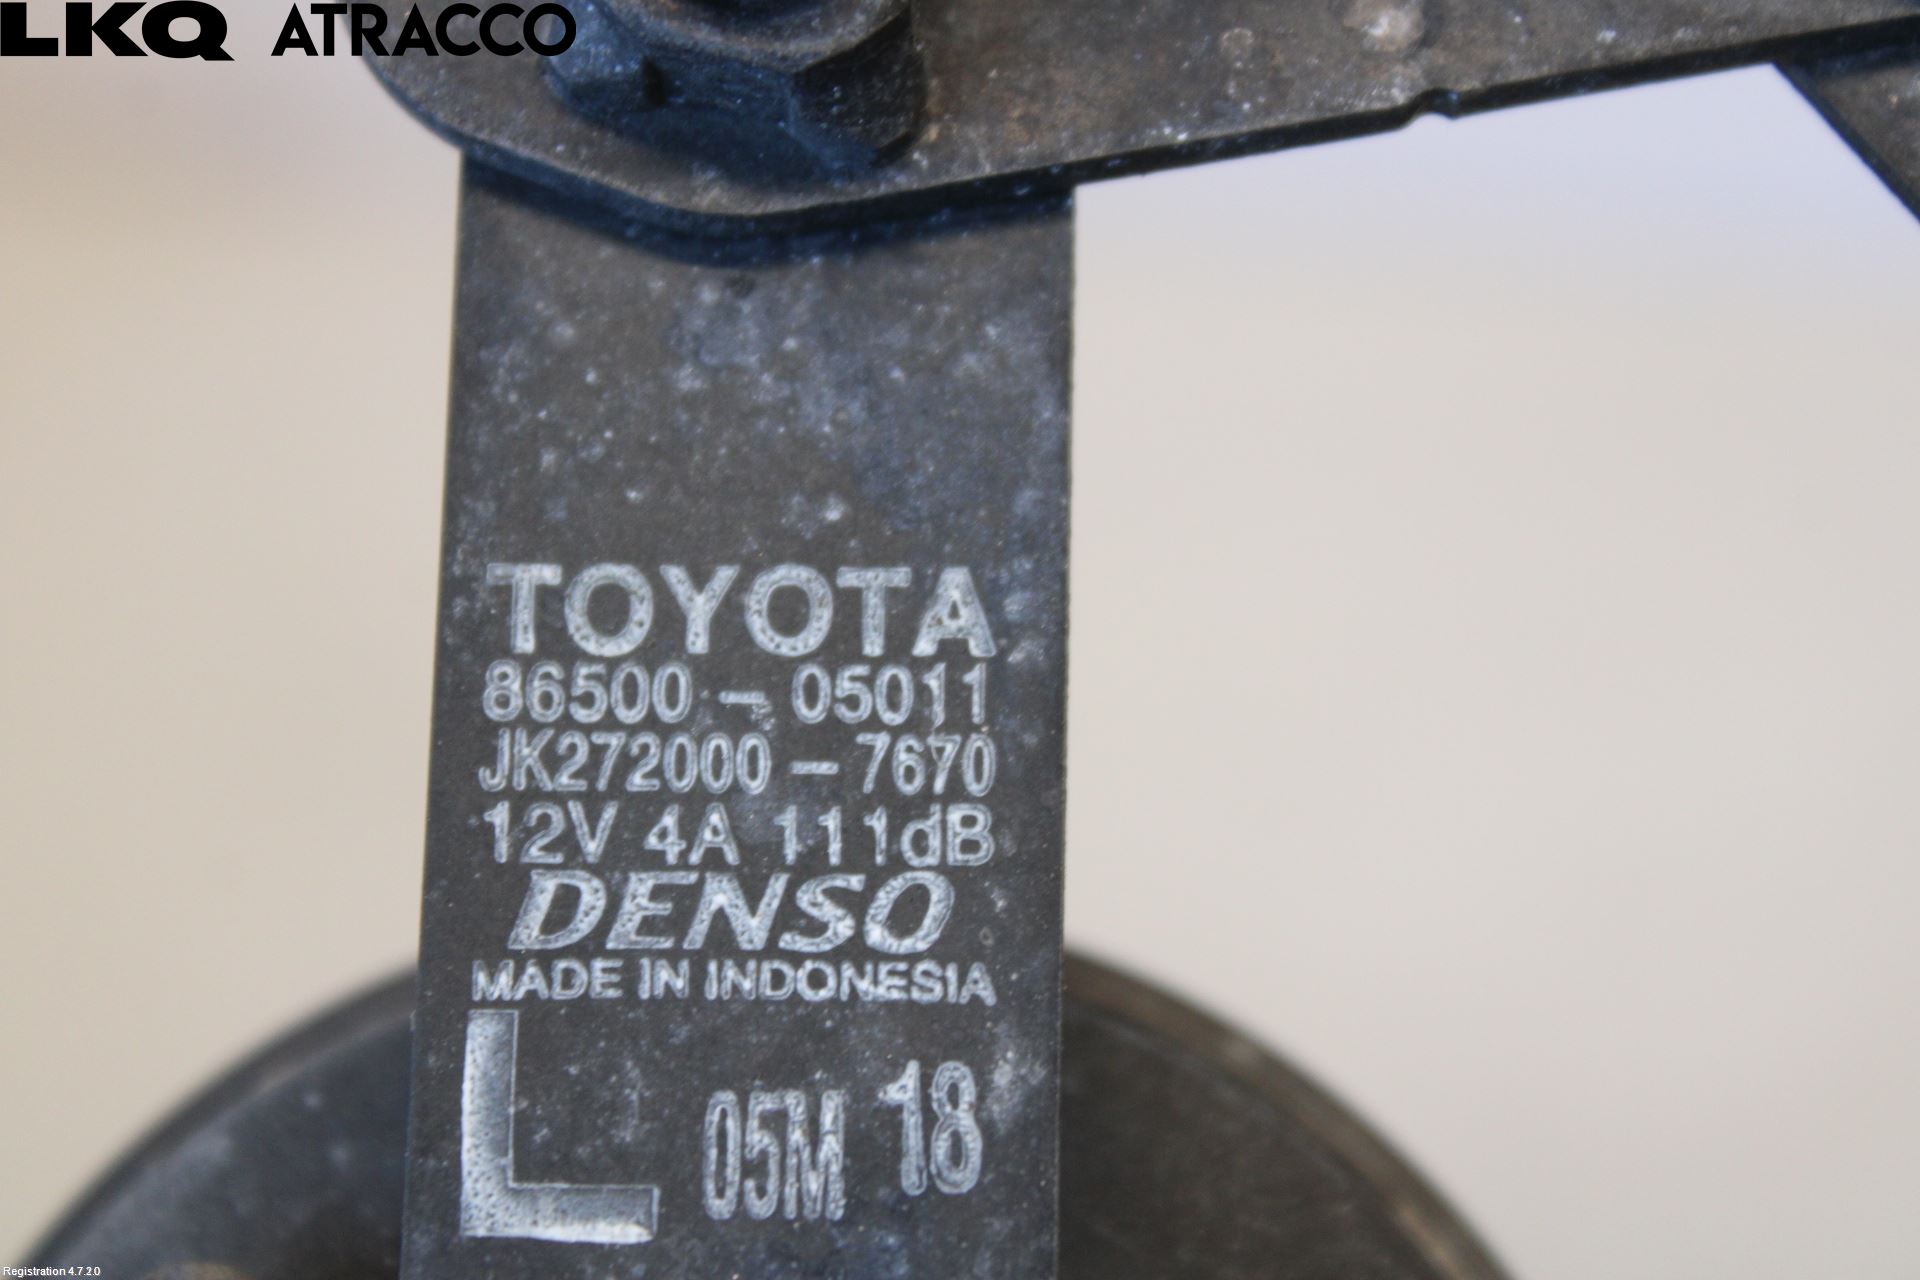 LKQ ATRACCO
TOYOTA
86500-05011
JK272000-7670
12V 4A 111dB
DENSO
MADE IN INDONESIA
L 05M 18
Registration 4.7.2.0